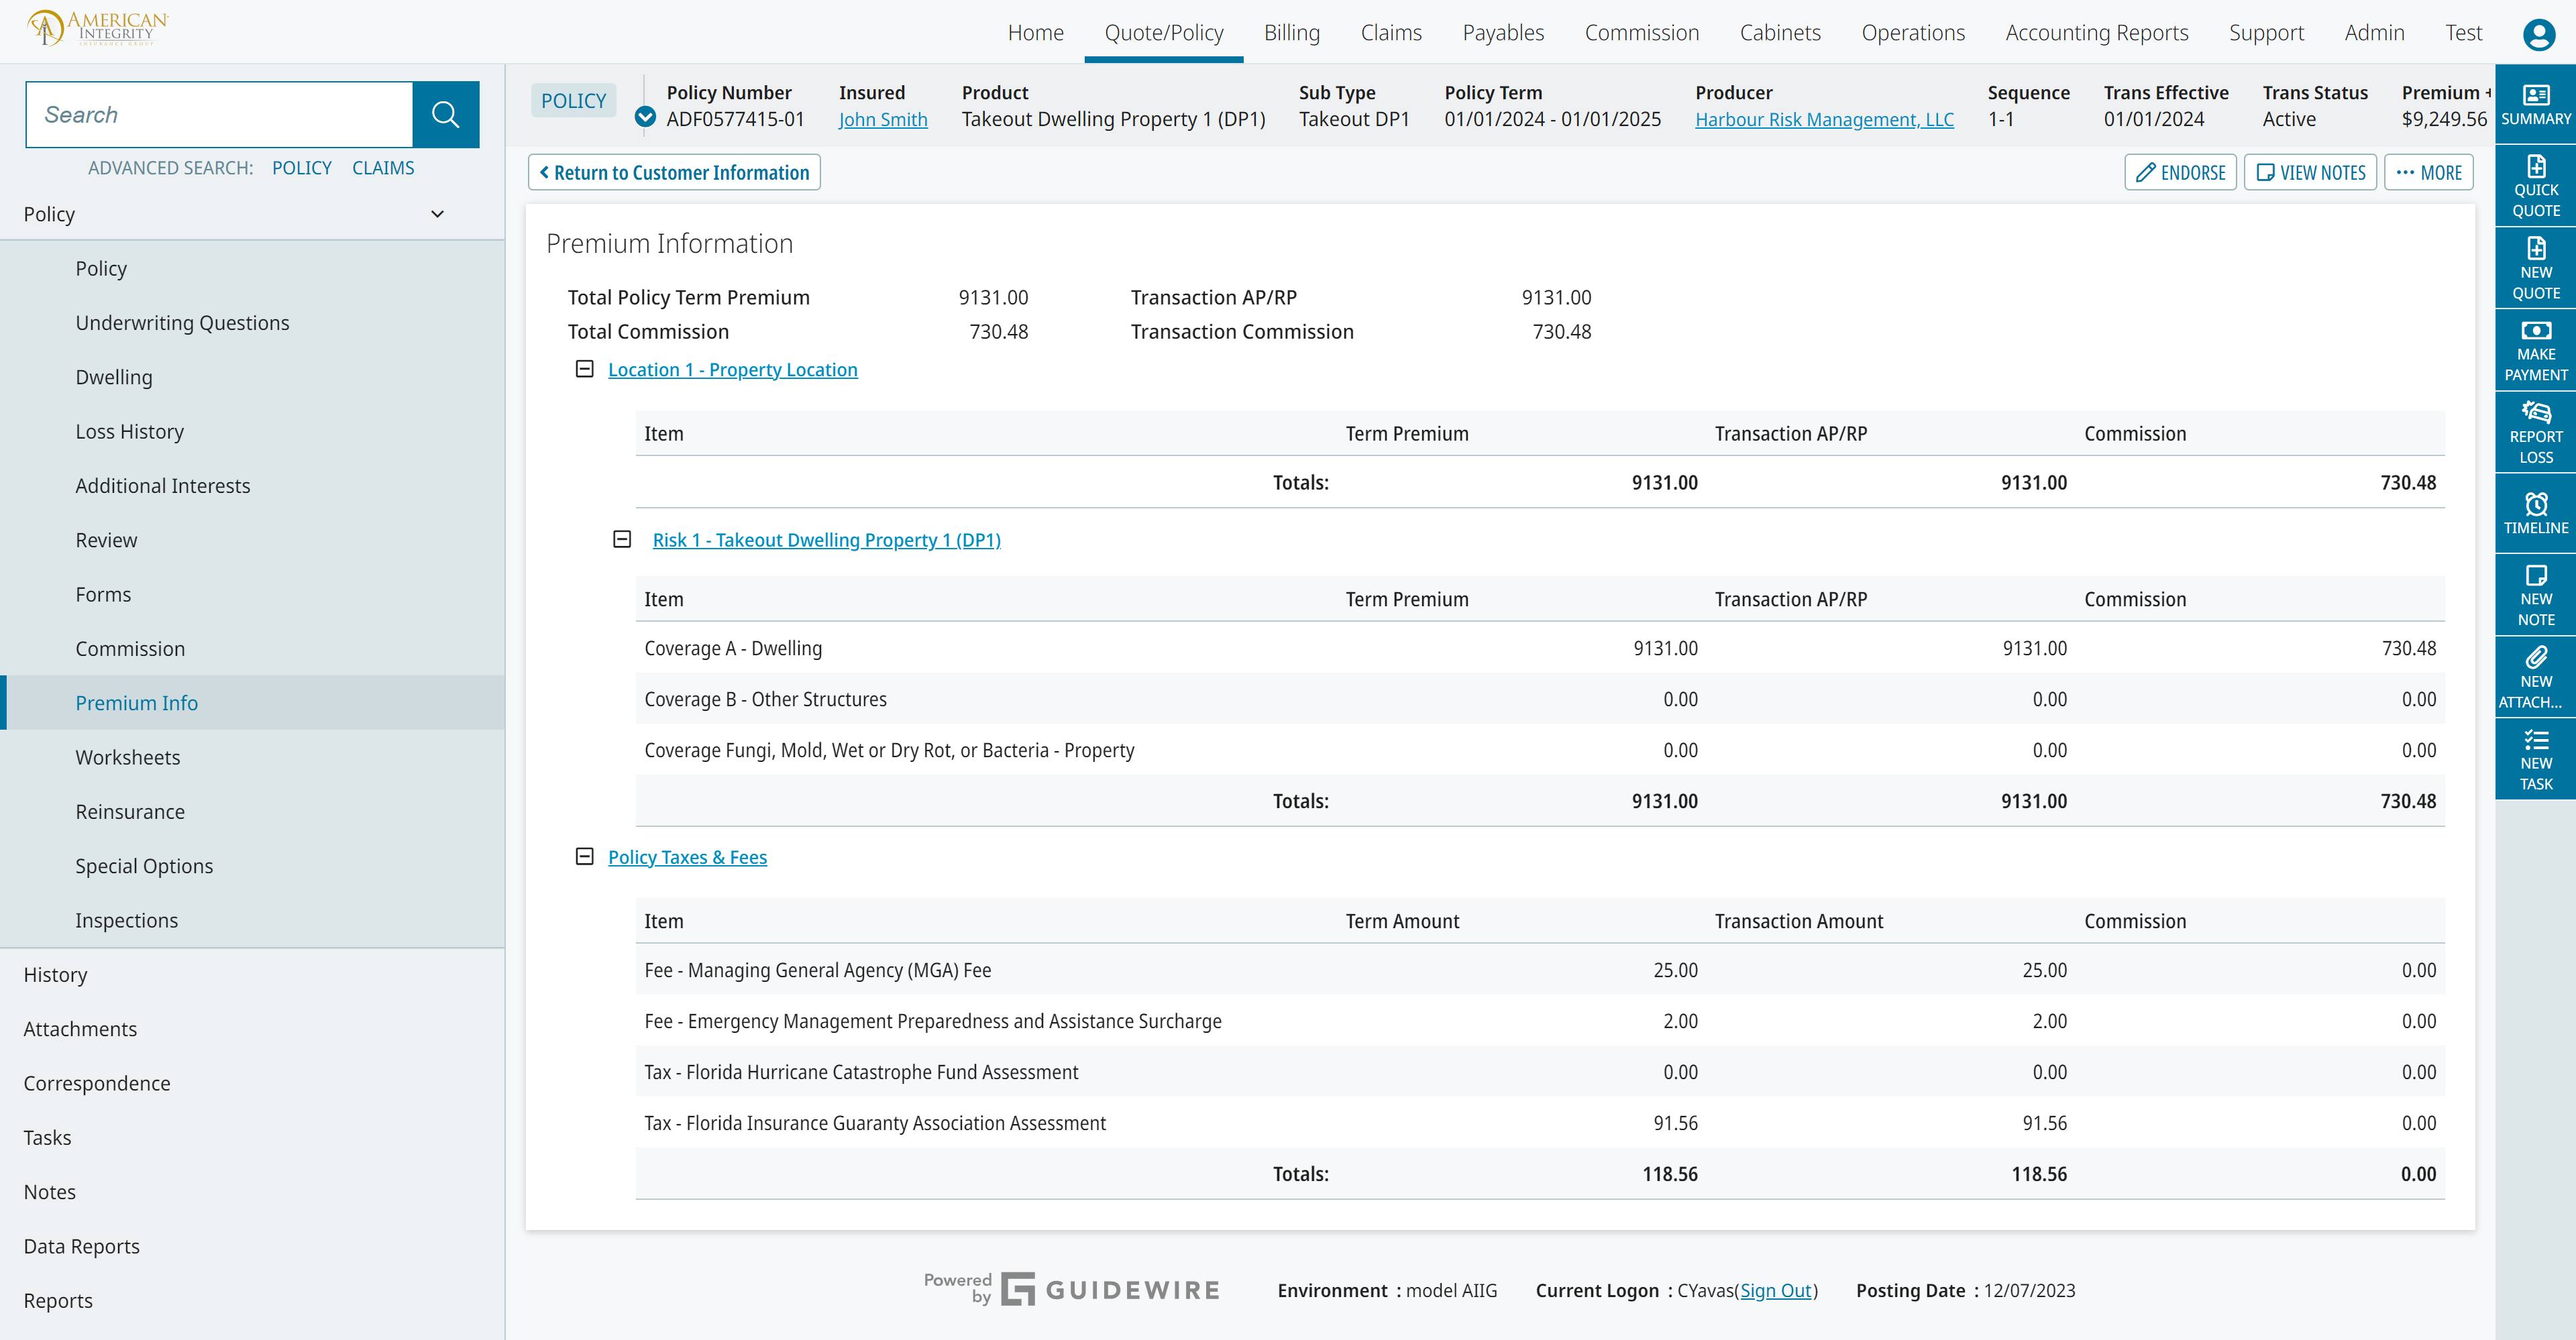 AMERICAN
INTEGRITY
INSURANCE GROUP
Home Quote/Policy Billing Claims Payables Commission Cabinets Operations Accounting Reports Support Admin Test
Search
ADVANCED SEARCH: POLICY CLAIMS
Policy
Policy
Underwriting Questions
Dwelling
Loss History
Additional Interests
Review
Forms
Commission
Premium Info
Worksheets
Reinsurance
Special Options
Inspections
History
Attachments
Correspondence
Tasks
Notes
Data Reports
Reports
POLICY
Policy Number Insured Product Sub Type Policy Term Producer Sequence Trans Effective Trans Status Premium +
ADF0577415-01 John Smith Takeout Dwelling Property 1 (DP1) Takeout DP1 01/01/2024 - 01/01/2025 Harbour Risk Management, LLC 1-1 01/01/2024 Active $9,249.56
Return to Customer Information ENDORSE VIEW NOTES MORE
Premium Information
Total Policy Term Premium 9131.00 Transaction AP/RP 9131.00
Total Commission 730.48 Transaction Commission 730.48
Location 1 - Property Location
Item Term Premium Transaction AP/RP Commission
Totals: 9131.00 9131.00 730.48
Risk 1 - Takeout Dwelling Property 1 (DP1)
Item Term Premium Transaction AP/RP Commission
Coverage A - Dwelling 9131.00 9131.00 730.48
Coverage B - Other Structures 0.00 0.00 0.00
Coverage Fungi, Mold, Wet or Dry Rot, or Bacteria - Property 0.00 0.00 0.00
Totals: 9131.00 9131.00 730.48
Policy Taxes & Fees
Item Term Amount Transaction Amount Commission
Fee - Managing General Agency (MGA) Fee 25.00 25.00 0.00
Fee - Emergency Management Preparedness and Assistance Surcharge 2.00 2.00 0.00
Tax - Florida Hurricane Catastrophe Fund Assessment 0.00 0.00 0.00
Tax - Florida Insurance Guaranty Association Assessment 91.56 91.56 0.00
Totals: 118.56 118.56 0.00
Powered
by GUIDEWIRE Environment : model AIIG Current Logon : CYavas(Sign Out) Posting Date : 12/07/2023
SUMMARY
QUICK
QUOTE
NEW
QUOTE
MAKE
PAYMENT
REPORT
LOSS
TIMELINE
NEW
NOTE
NEW
ATTACH...
NEW
TASK